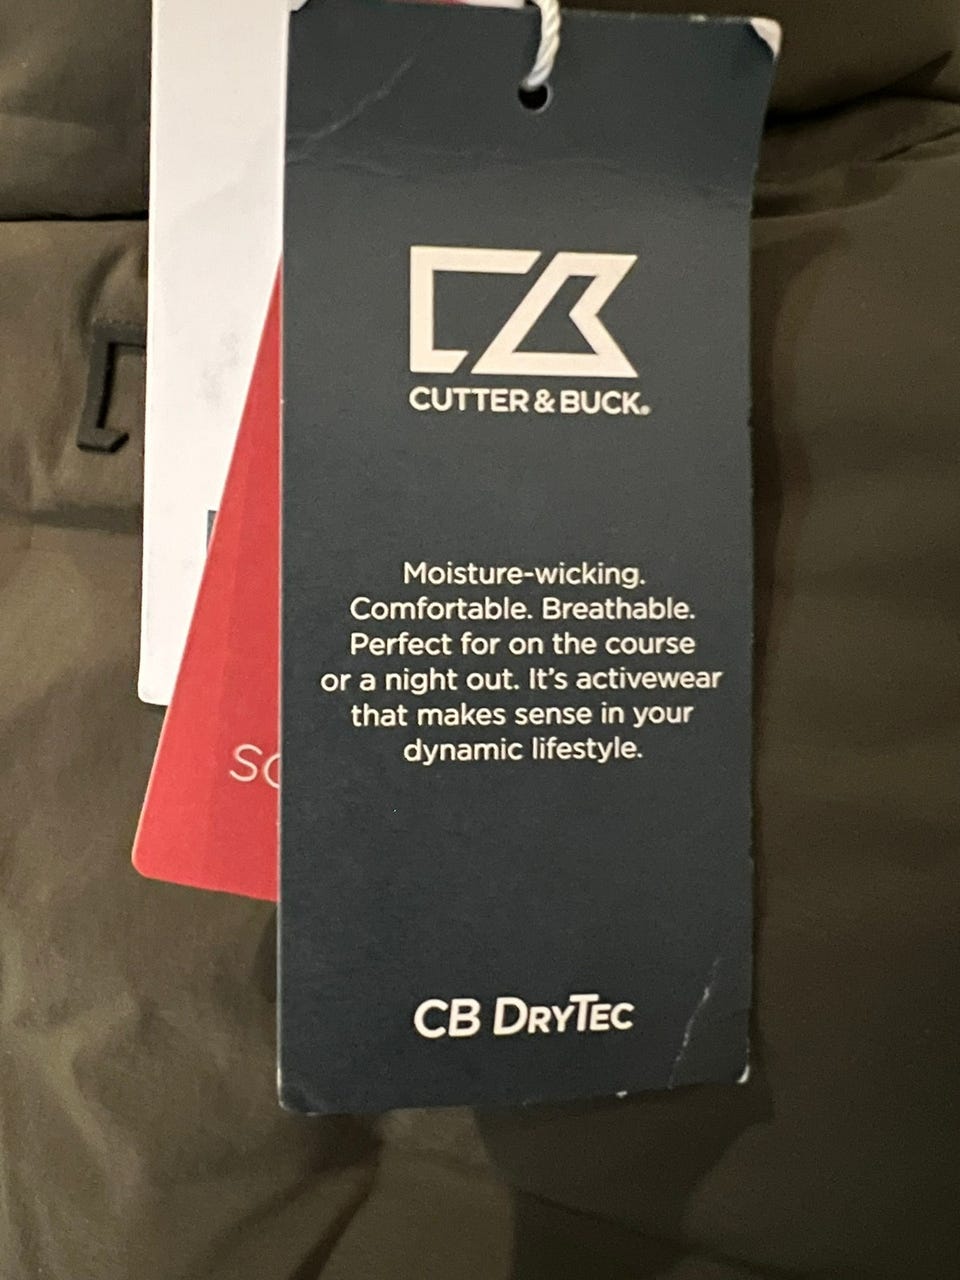 CUTTER & BUCK®
Moisture-wicking.
Comfortable. Breathable.
Perfect for on the course
or a night out. It's activewear
that makes sense in your
dynamic lifestyle.
CB DRYTEC